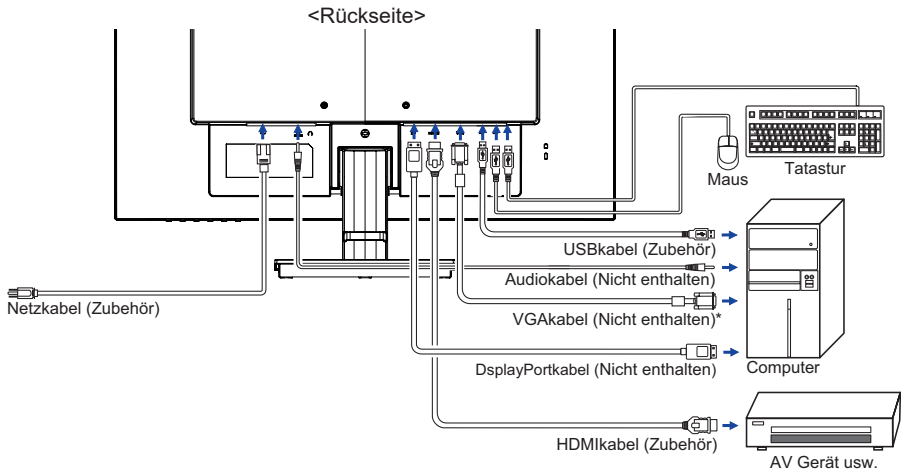 <Rückseite>
Maus
Tatastur
USBkabel (Zubehör)
Audiokabel (Nicht enthalten)
Netzkabel (Zubehör)
VGAkabel (Nicht enthalten)*
DsplayPortkabel (Nicht enthalten)
Computer
HDMIkabel (Zubehör)
AV Gerät usw.